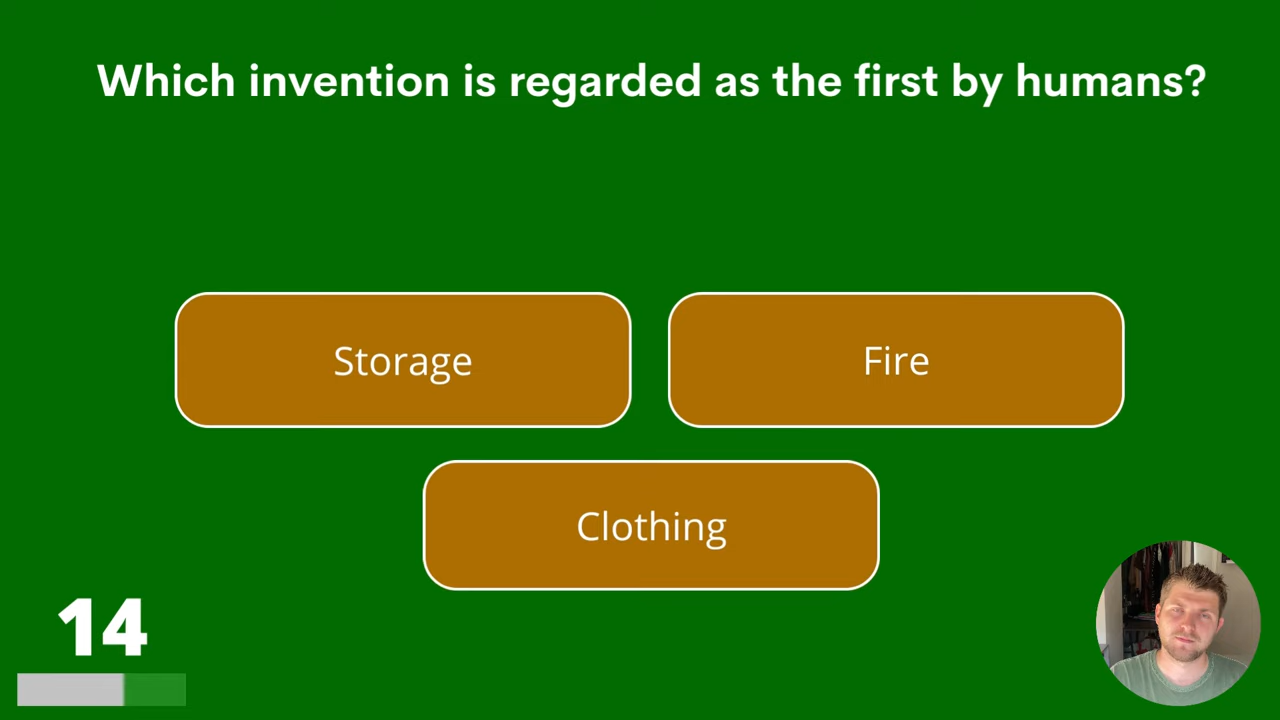 Which invention is regarded as the first by humans?
Storage
Fire
Clothing
14